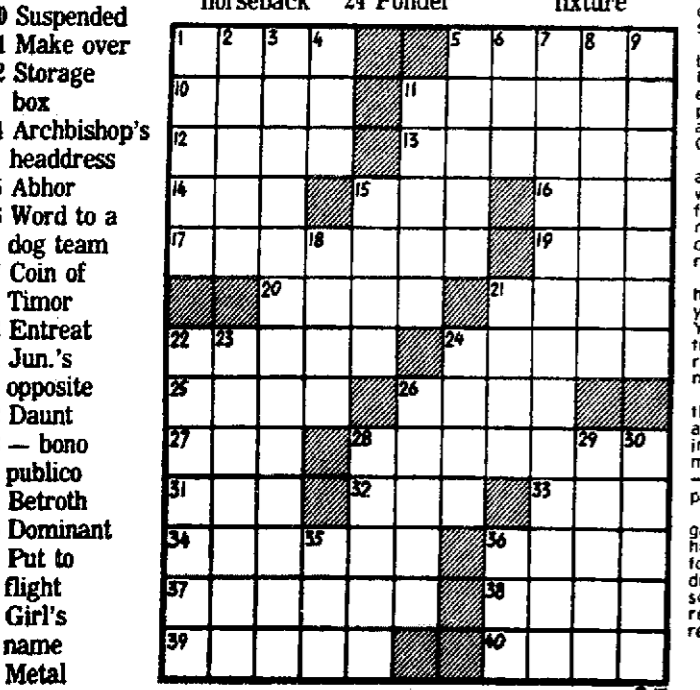 horseback 24 Ponder fixture
0 Suspended
1 Make over
2 Storage
box
4 Archbishop's
headdress
Abhor
Word to a
dog team
Coin of
Timor
Entreat
Jun.'s
opposite
Daunt
— bono
publico
Betroth
Dominant
Put to
flight
Girl's
name
Metal
1 2 3 4 5 6 7 8 9
10 11
12 13
14 15 16
17 18 19
20 21
22 23 24
25 26
27 28 29 30
31 32 33
34 35 36
37 38
39 40